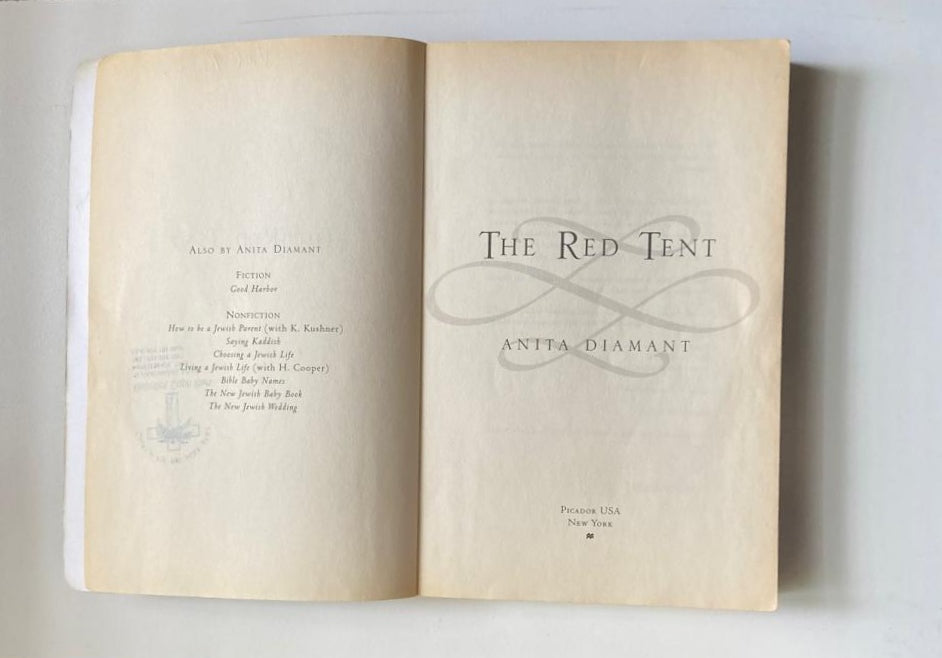 ALSO BY ANITA DIAMANT
FICTION
Good Harbor
NONFICTION
How to be a Jewish Parent (with K. Kushner)
Saying Kaddish
Choosing a Jewish Life
Living a Jewish Life (with H. Cooper)
Bible Baby Names
The New Jewish Baby Book
The New Jewish Wedding
THE RED TENT
ANITA DIAMANT
PICADOR USA
NEW YORK